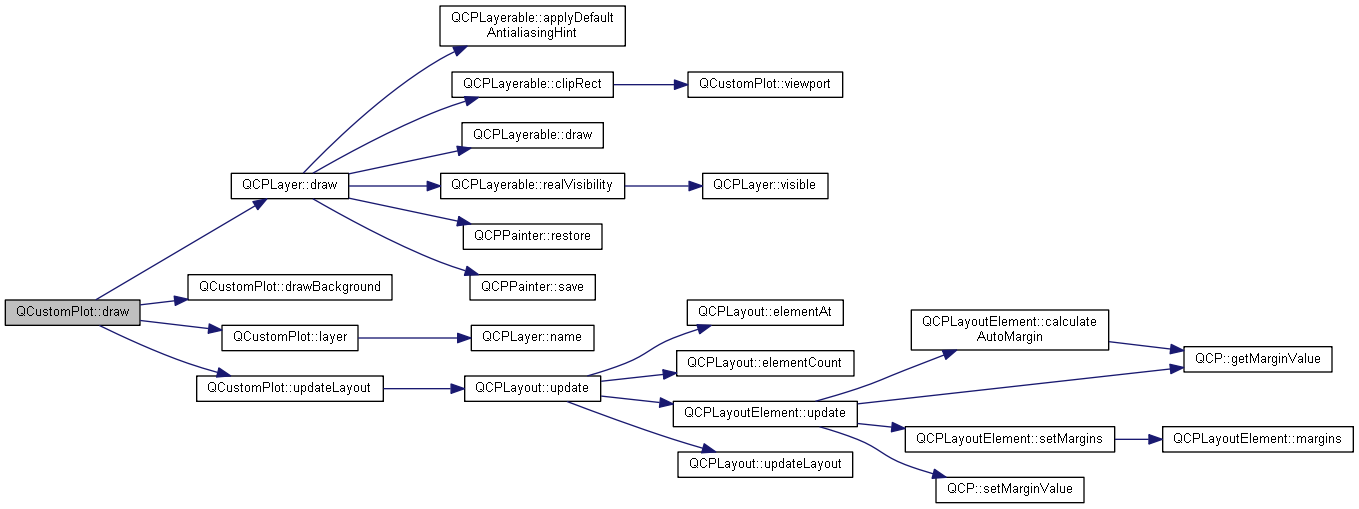 QCPLayerable::applyDefault
AntialiasingHint
QCPLayerable::clipRect
QCustomPlot::viewport
QCPLayerable::draw
QCPLayer::draw
QCPLayerable::realVisibility
QCPLayer::visible
QCPPainter::restore
QCPPainter::save
QCustomPlot::drawBackground
QCustomPlot::draw
QCustomPlot::layer
QCPLayer::name
QCustomPlot::updateLayout
QCPLayout::update
QCPLayout::elementAt
QCPLayout::elementCount
QCPLayoutElement::update
QCPLayout::updateLayout
QCPLayoutElement::calculate
AutoMargin
QCP::getMarginValue
QCPLayoutElement::setMargins
QCPLayoutElement::margins
QCP::setMarginValue